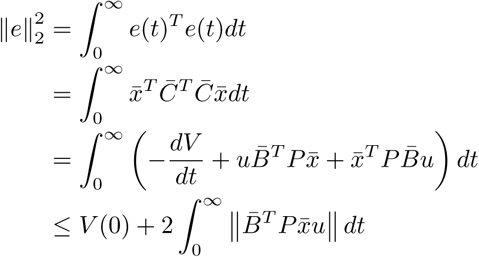 ‖e‖₂² = ∫₀^∞ e(t)ᵀe(t)dt
= ∫₀^∞ x̄ᵀC̄ᵀC̄x̄dt
= ∫₀^∞ (−dV/dt + uB̄ᵀPx̄ + x̄ᵀPB̄u) dt
≤ V(0) + 2 ∫₀^∞ ‖B̄ᵀPx̄u‖ dt